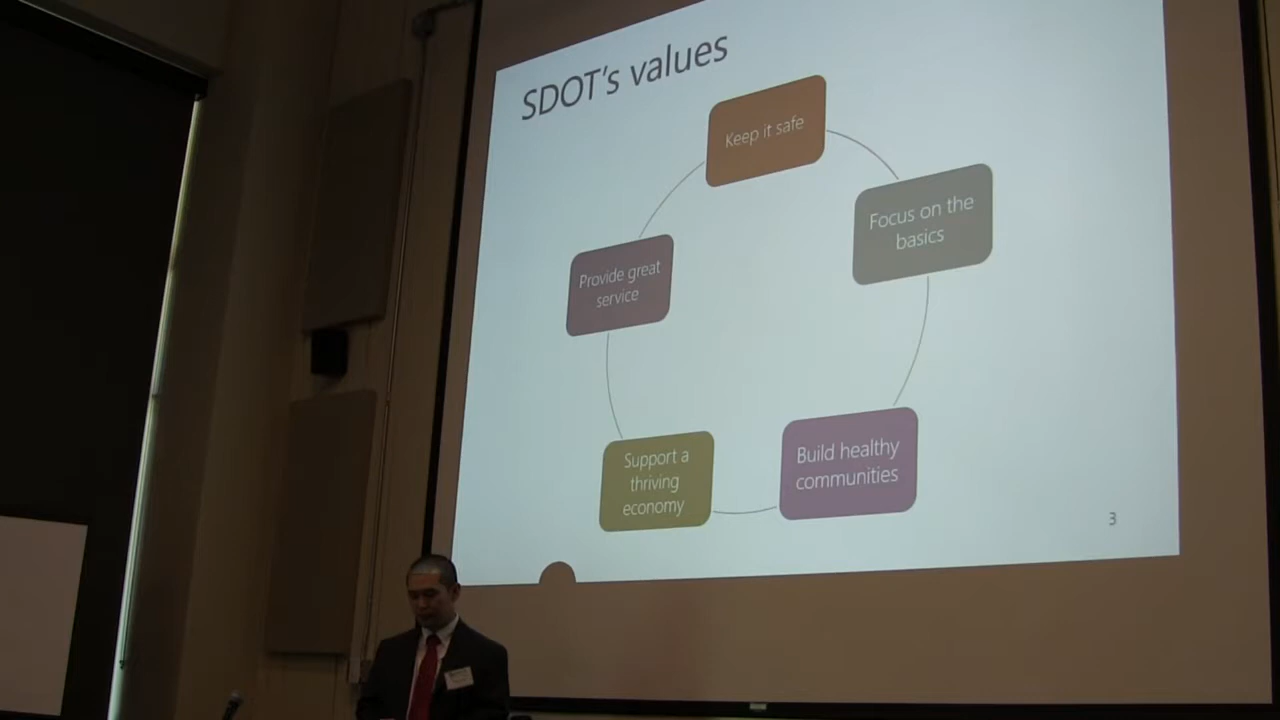 SDOT's values
Keep it safe
Focus on the
basics
Build healthy
communities
Support a
thriving
economy
Provide great
service
3